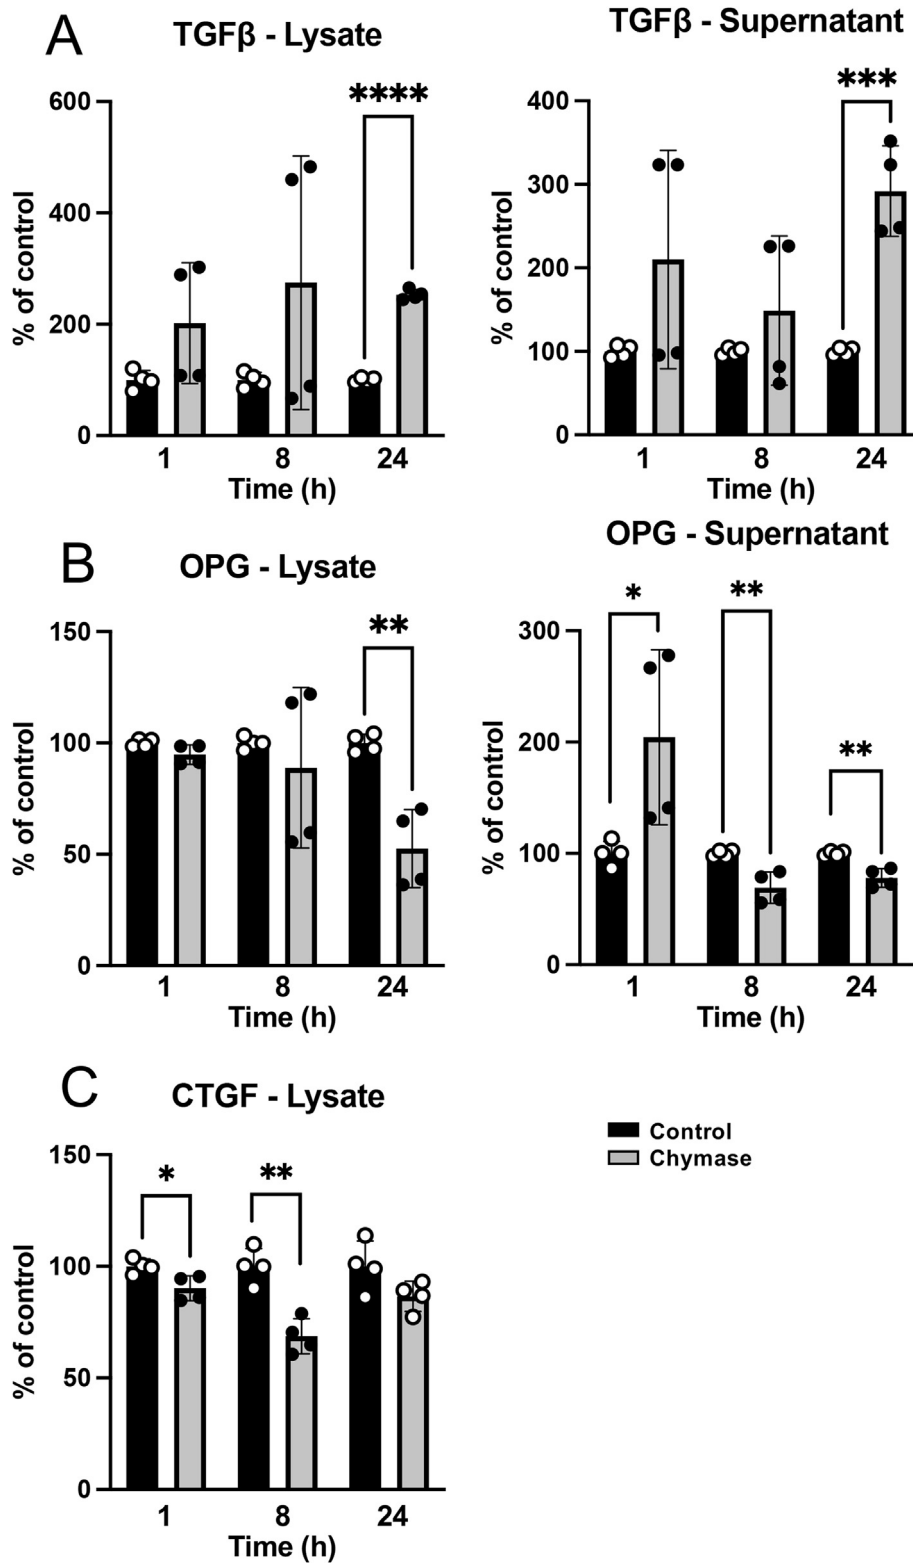 A
TGFβ - Lysate
****
600
400
200
0
% of control
1 8 24
Time (h)
TGFβ - Supernatant
***
400
300
200
100
0
% of control
1 8 24
Time (h)
B
OPG - Lysate
**
150
100
50
0
% of control
1 8 24
Time (h)
OPG - Supernatant
* ** **
300
200
100
0
% of control
1 8 24
Time (h)
C
CTGF - Lysate
* **
150
100
50
0
% of control
1 8 24
Time (h)
Control
Chymase